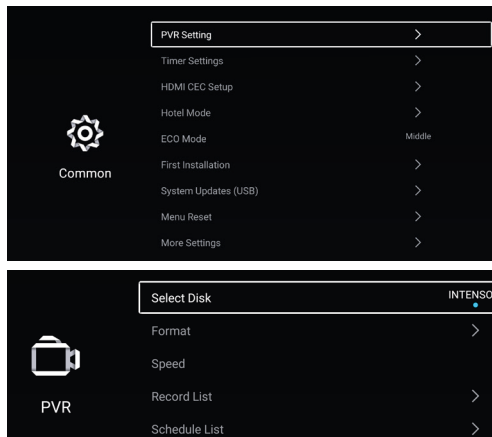 PVR Setting
Timer Settings
HDMI CEC Setup
Hotel Mode
ECO Mode Middle
First Installation
System Updates (USB)
Menu Reset
More Settings
Common
Select Disk INTENSO
Format
Speed
Record List
Schedule List
PVR